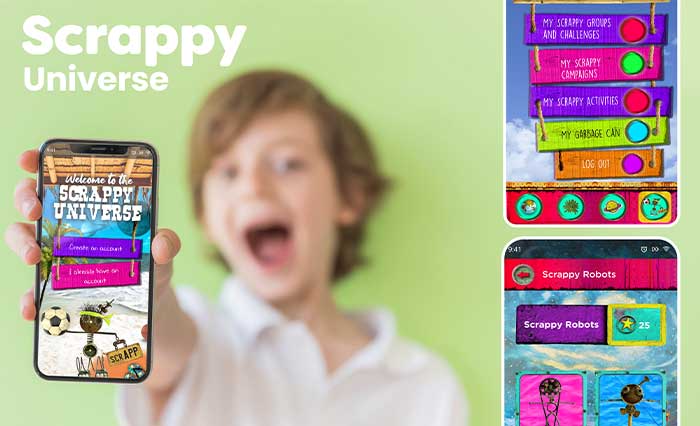 Scrappy
Universe
9:41
Welcome to the
SCRAPPY
UNIVERSE
Create an account
I already have an
account
SCRAPP
MY SCRAPPY GROUPS
AND CHALLENGES
MY SCRAPPY
CAMPAIGNS
MY SCRAPPY ACTIVITIES
MY GARBAGE CAN
LOG OUT
9:41
Scrappy Robots
Scrappy Robots
25